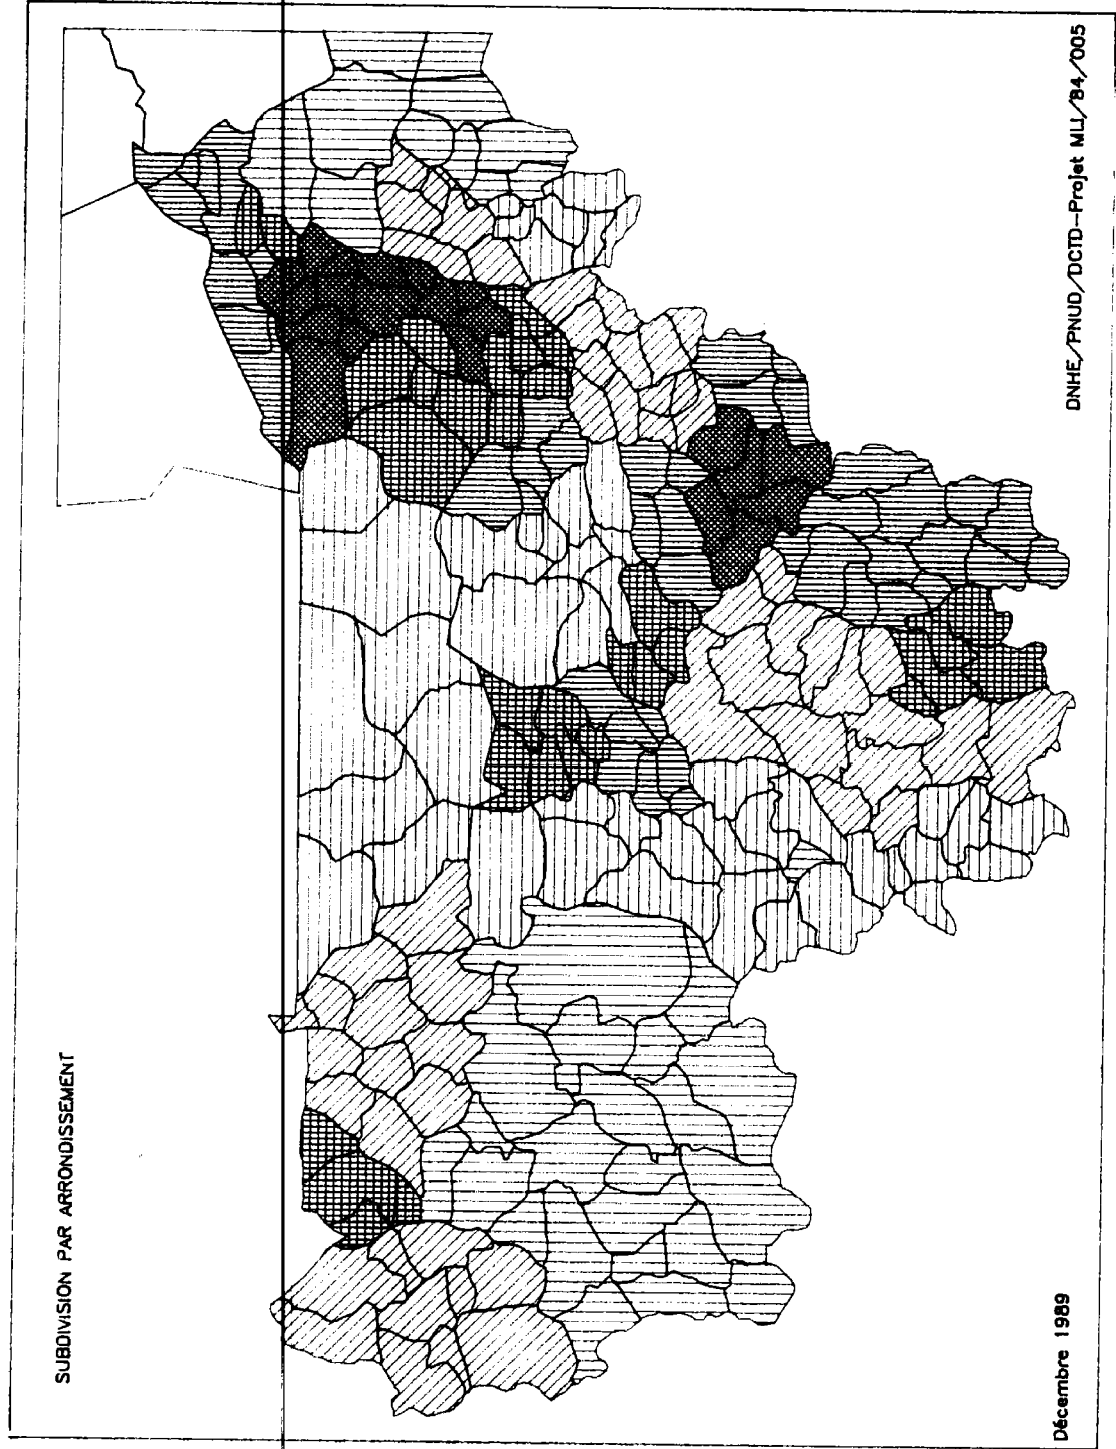 SUBDIVISION PAR ARRONDISSEMENT
Décembre 1989
DNHE/PNUD/DCTD-Projet MLI/84/005